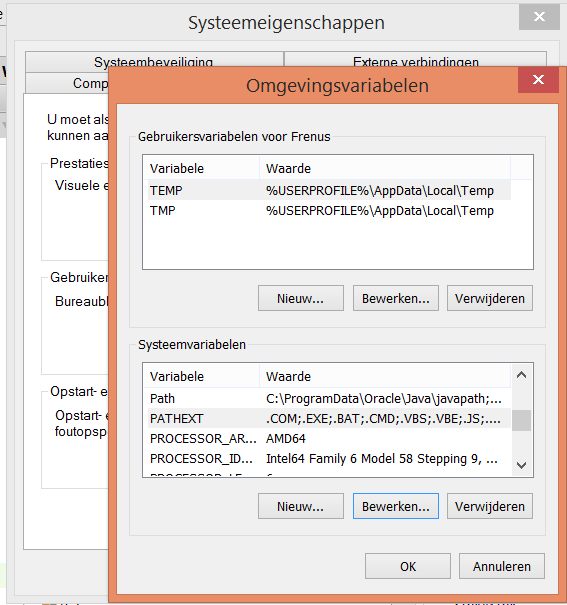 Systeemeigenschappen
Systeembeveiliging
Externe verbindingen
Comp
Omgevingsvariabelen
U moet als
kunnen aa
Prestaties
Visuele e
Gebruiker
Bureaubl
Opstart- e
Opstart- e
foutopsp
Gebruikersvariabelen voor Frenus
Variabele Waarde
TEMP %USERPROFILE%\AppData\Local\Temp
TMP %USERPROFILE%\AppData\Local\Temp
Nieuw... Bewerken... Verwijderen
Systeemvariabelen
Variabele Waarde
Path C:\ProgramData\Oracle\Java\javapath;...
PATHEXT .COM;.EXE;.BAT;.CMD;.VBS;.VBE;.JS;....
PROCESSOR_AR... AMD64
PROCESSOR_ID... Intel64 Family 6 Model 58 Stepping 9, ...
Nieuw... Bewerken... Verwijderen
OK Annuleren